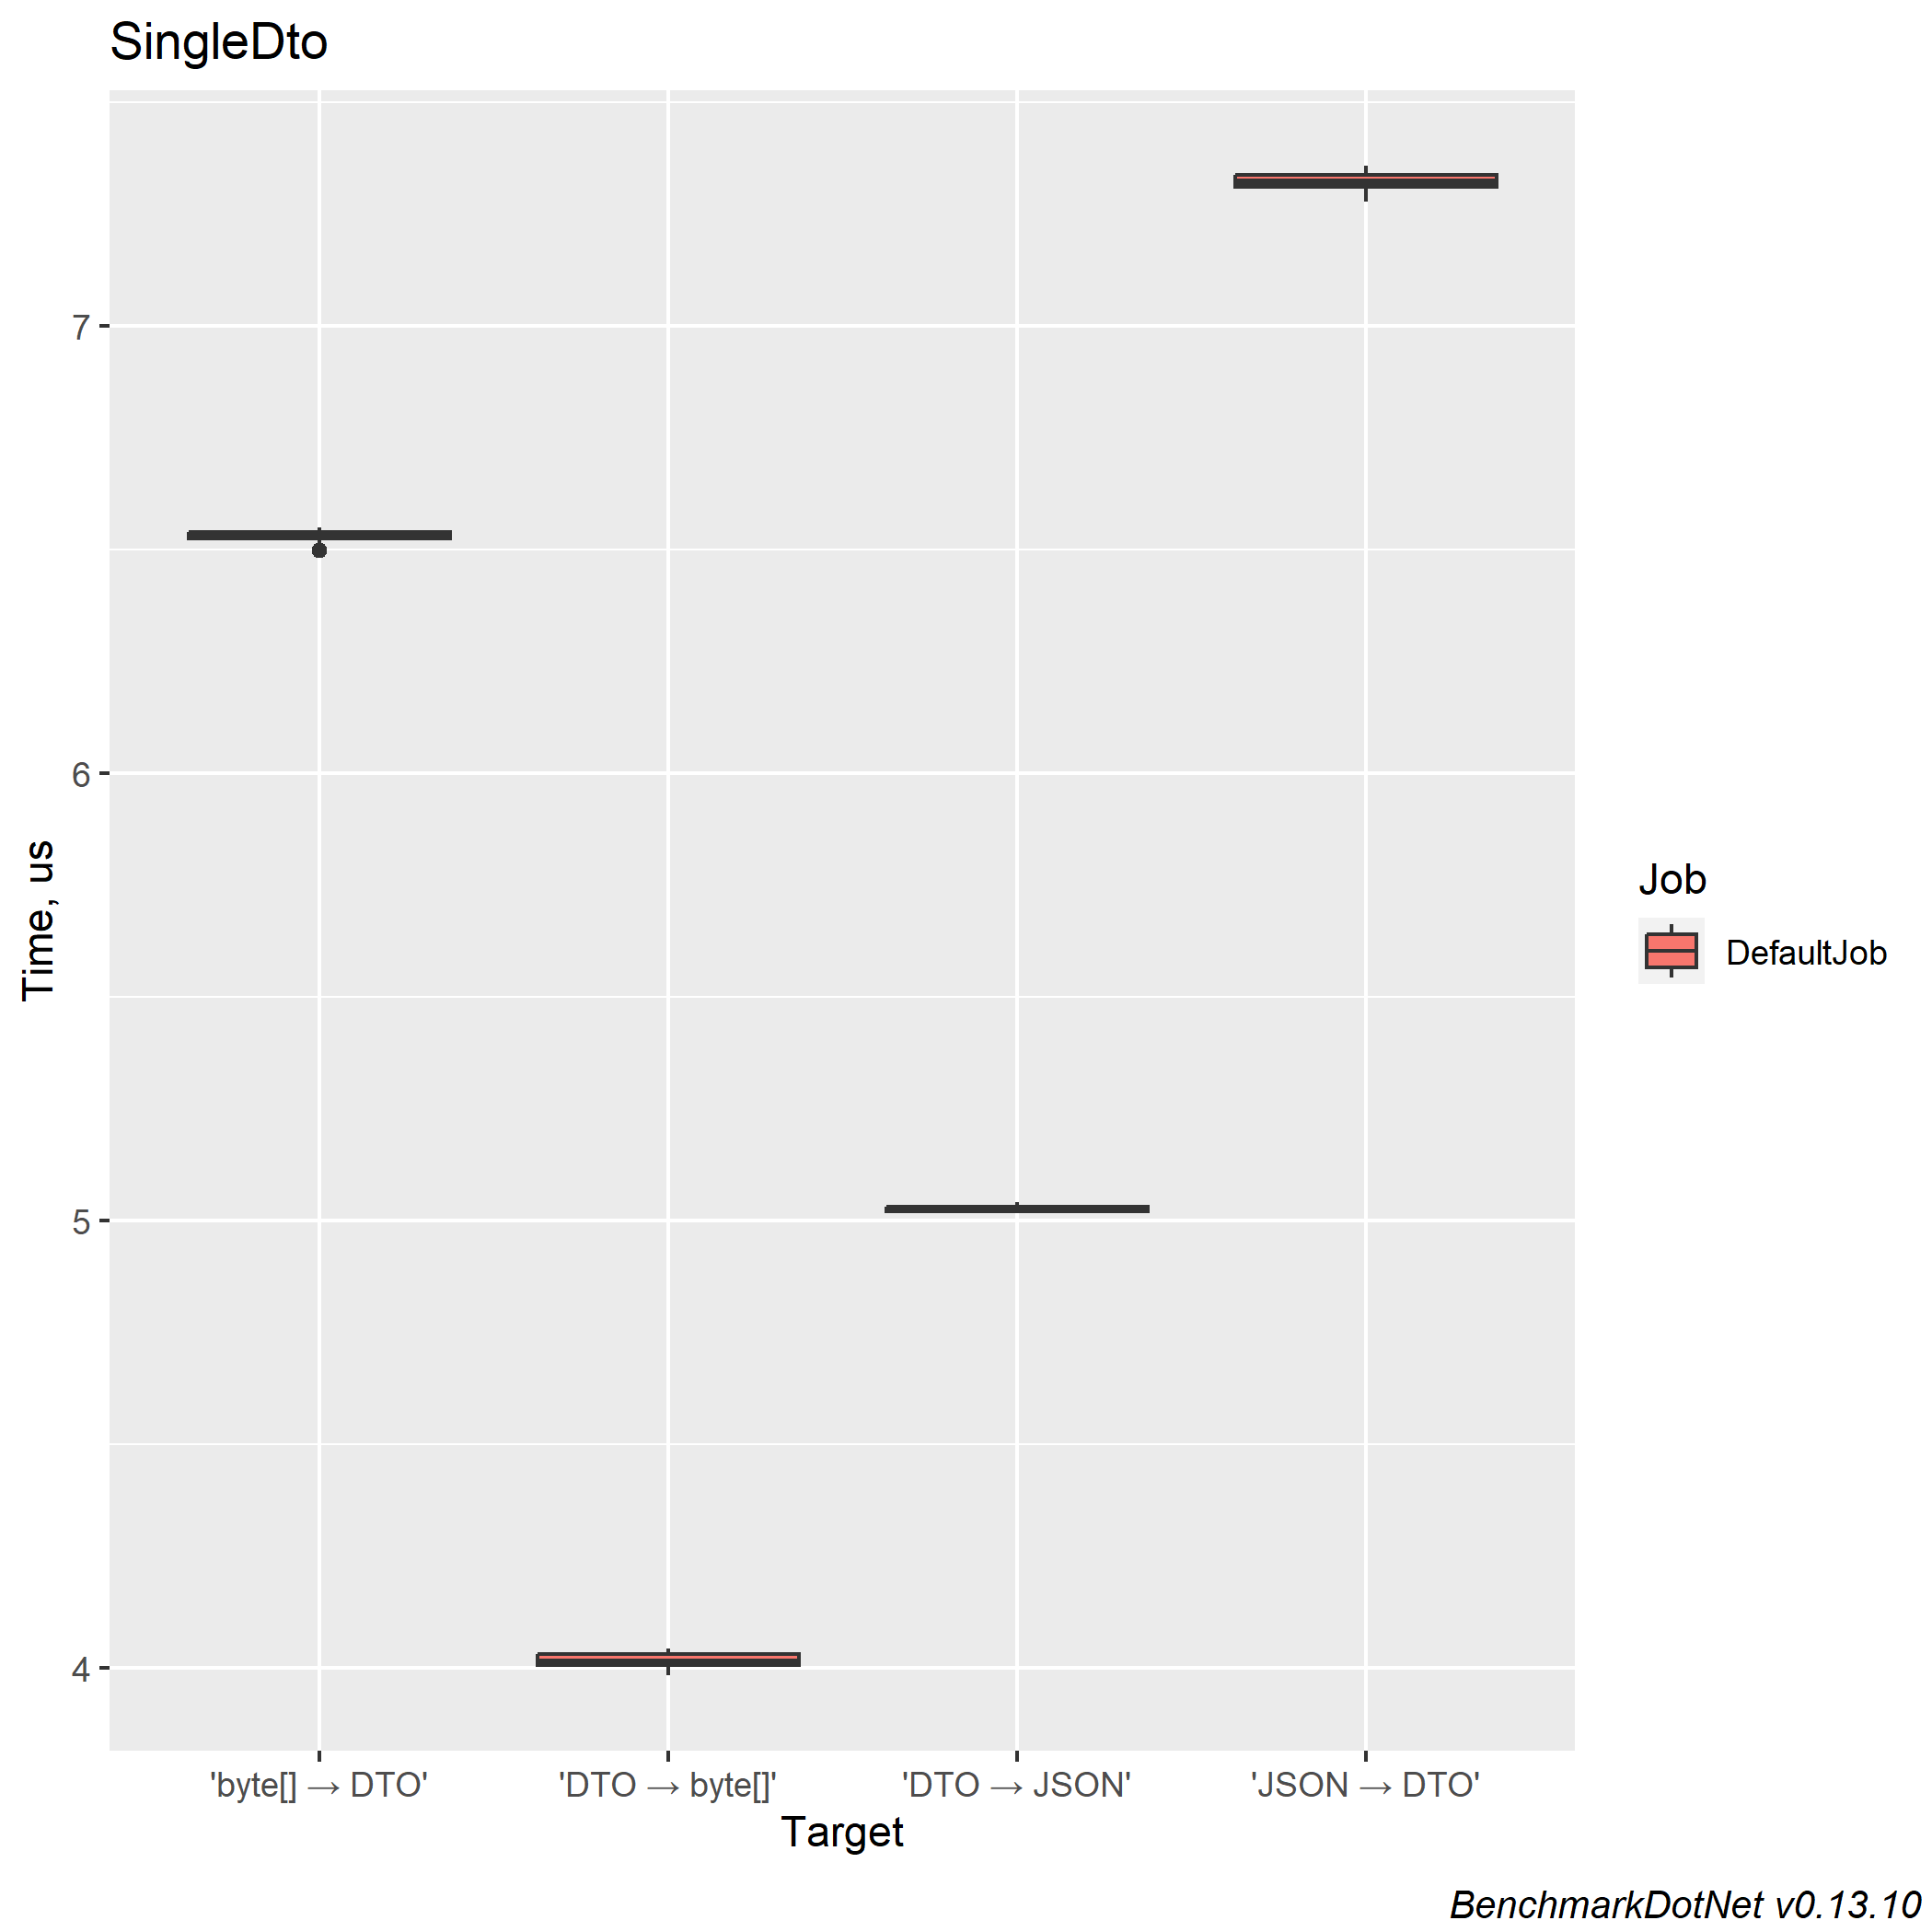 SingleDto
7
6
5
4
Time, us
'byte[] → DTO'
'DTO → byte[]'
'DTO → JSON'
'JSON → DTO'
Target
Job
DefaultJob
BenchmarkDotNet v0.13.10